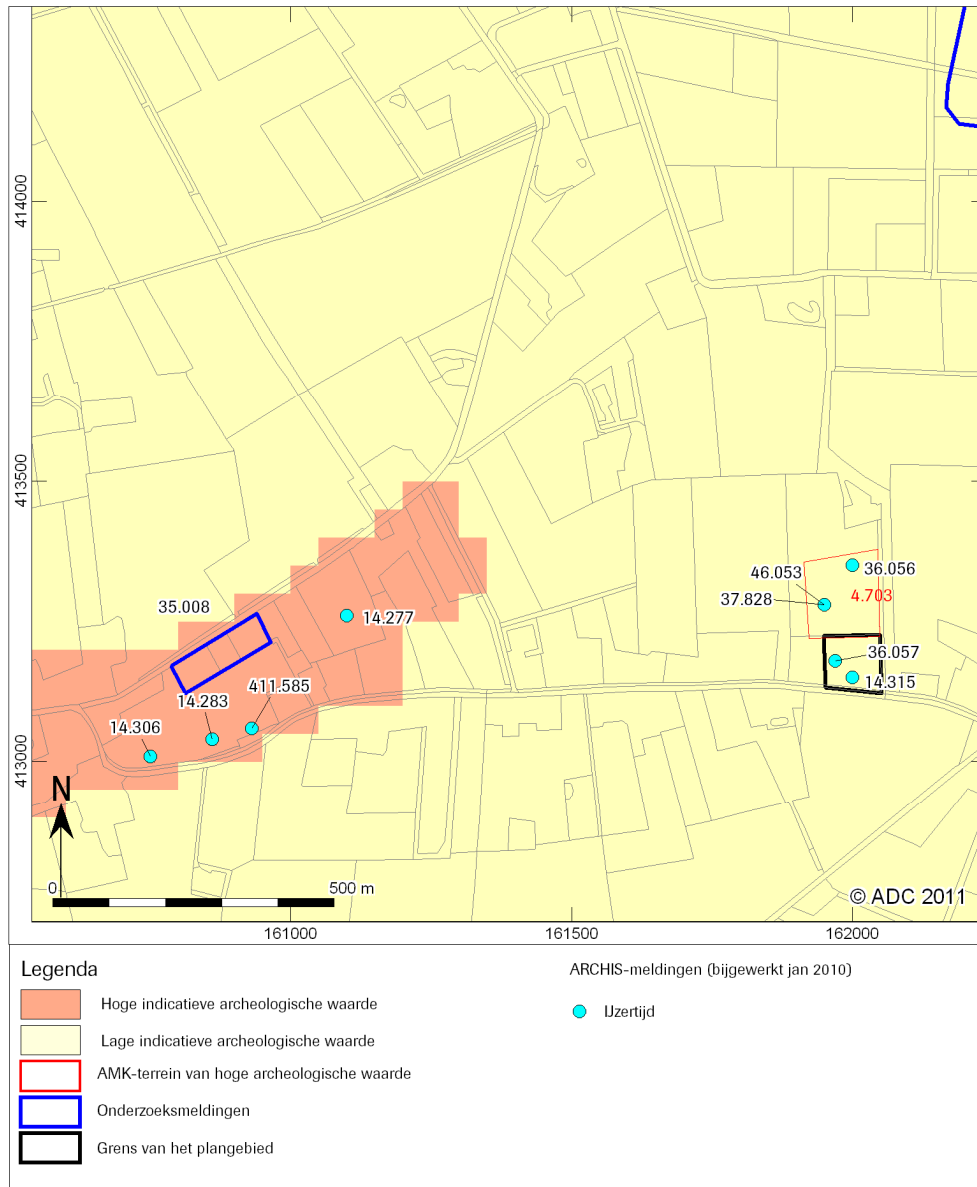 414000
413500
413000
46.053
36.056
37.828
4.703
35.008
14.277
36.057
14.283
411.585
14.315
14.306
N
0
500 m
© ADC 2011
161000
161500
162000
Legenda
Hoge indicatieve archeologische waarde
Lage indicatieve archeologische waarde
AMK-terrein van hoge archeologische waarde
Onderzoeksmeldingen
Grens van het plangebied
ARCHIS-meldingen (bijgewerkt jan 2010)
IJzertijd